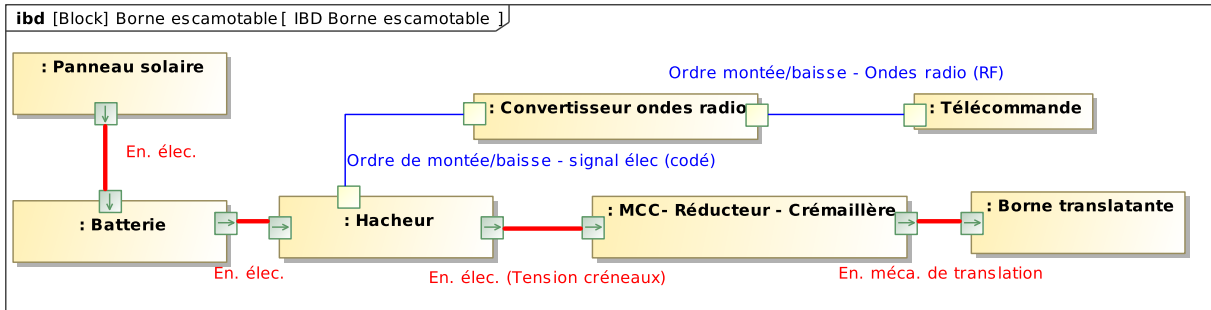 ibd [Block] Borne escamotable[ IBD Borne escamotable ]
: Panneau solaire
Ordre montée/baisse - Ondes radio (RF)
: Convertisseur ondes radio
: Télécommande
En. élec.
Ordre de montée/baisse - signal élec (codé)
: Batterie
: Hacheur
: MCC- Réducteur - Crémaillère
: Borne translatante
En. élec.
En. élec. (Tension créneaux)
En. méca. de translation